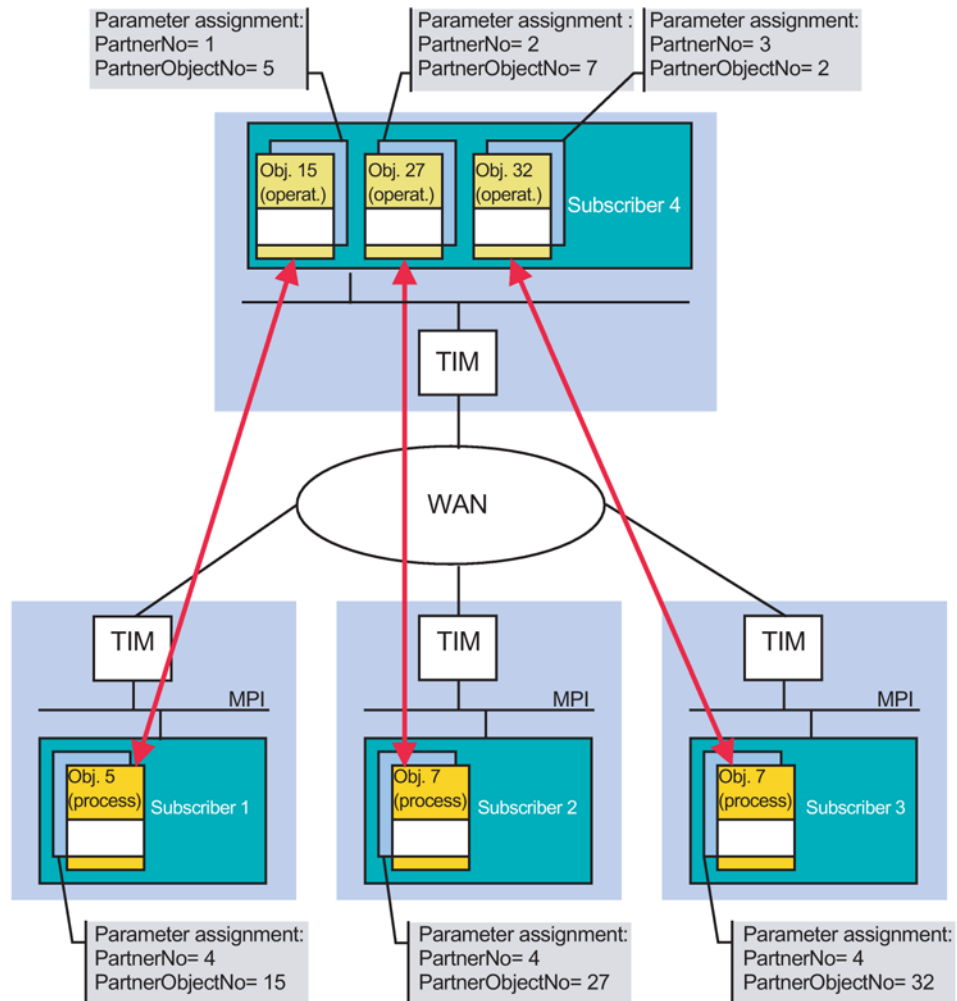 Parameter assignment:
PartnerNo= 1
PartnerObjectNo= 5
Parameter assignment :
PartnerNo= 2
PartnerObjectNo= 7
Parameter assignment:
PartnerNo= 3
PartnerObjectNo= 2
Obj. 15
(operat.)
Obj. 27
(operat.)
Obj. 32
(operat.)
Subscriber 4
TIM
WAN
TIM
TIM
TIM
MPI
MPI
MPI
Obj. 5
(process)
Subscriber 1
Obj. 7
(process)
Subscriber 2
Obj. 7
(process)
Subscriber 3
Parameter assignment:
PartnerNo= 4
PartnerObjectNo= 15
Parameter assignment:
PartnerNo= 4
PartnerObjectNo= 27
Parameter assignment:
PartnerNo= 4
PartnerObjectNo= 32